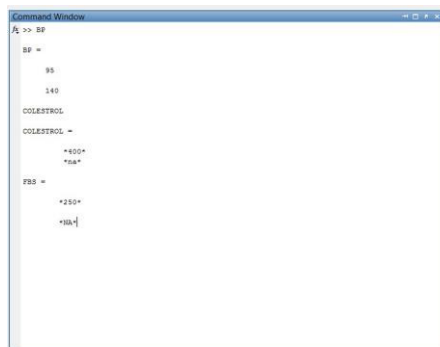 Command Window
fx >> BP
BP =
95
140
COLESTROL
COLESTROL =
*400*
*na*
FBS =
*250*
*NA*